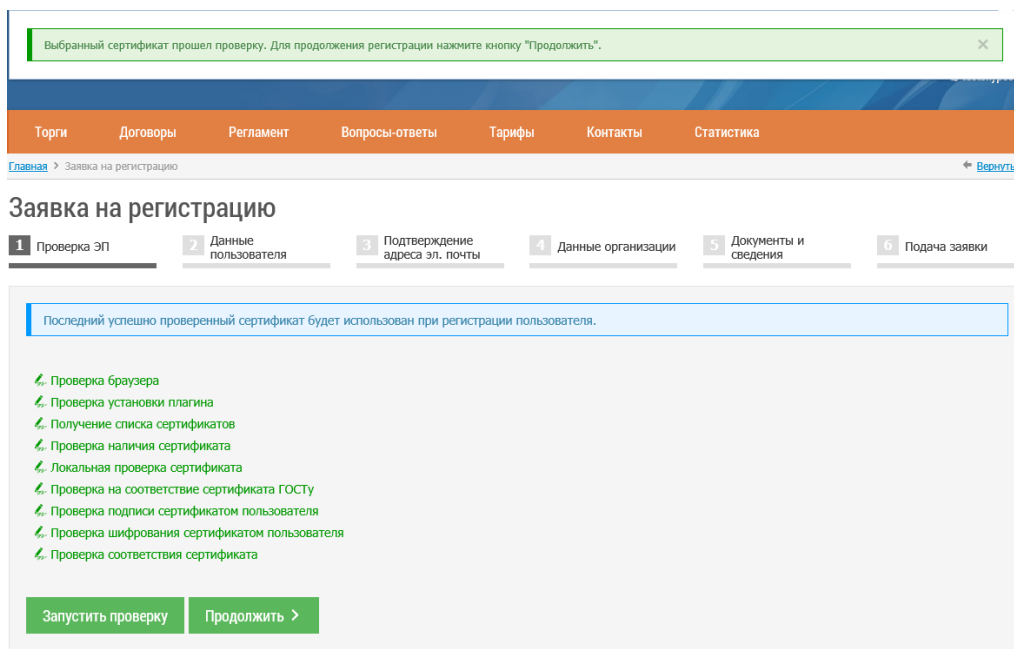 Выбранный сертификат прошел проверку. Для продолжения регистрации нажмите кнопку "Продолжить". ×
Торги Договоры Регламент Вопросы-ответы Тарифы Контакты Статистика
Главная > Заявка на регистрацию
Вернуть
Заявка на регистрацию
1 Проверка ЭП
2 Данные
пользователя
3 Подтверждение
адреса эл. почты
4 Данные организации
5 Документы и
сведения
6 Подача заявки
Последний успешно проверенный сертификат будет использован при регистрации пользователя.
Проверка браузера
Проверка установки плагина
Получение списка сертификатов
Проверка наличия сертификата
Локальная проверка сертификата
Проверка на соответствие сертификата ГОСТу
Проверка подписи сертификатом пользователя
Проверка шифрования сертификатом пользователя
Проверка соответствия сертификата
Запустить проверку Продолжить >